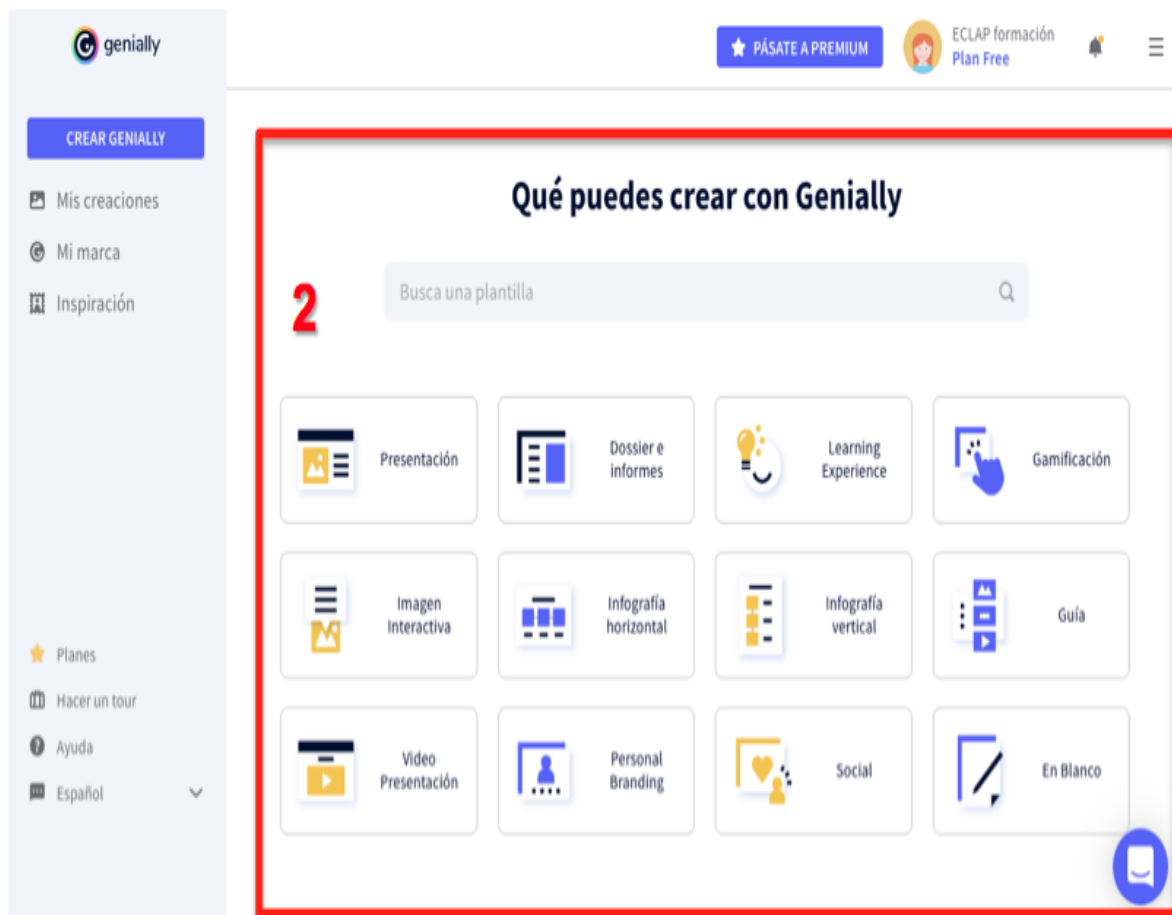 genially
PÁSATE A PREMIUM
ECLAP formación
Plan Free
CREAR GENIALLY
Mis creaciones
Mi marca
Inspiración
Planes
Hacer un tour
Ayuda
Español
Qué puedes crear con Genially
2
Busca una plantilla
Presentación
Dossier e
informes
Learning
Experience
Gamificación
Imagen
Interactiva
Infografía
horizontal
Infografía
vertical
Guía
Video
Presentación
Personal
Branding
Social
En Blanco